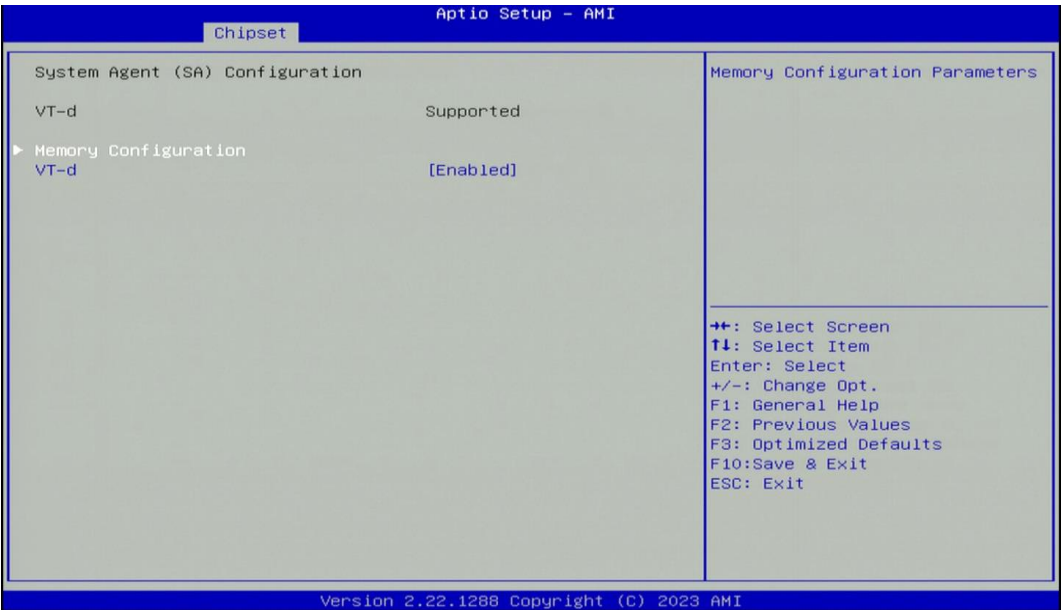 Aptio Setup – AMI
Chipset
System Agent (SA) Configuration
VT-d Supported
▶ Memory Configuration
VT-d [Enabled]
Memory Configuration Parameters
→←: Select Screen
↑↓: Select Item
Enter: Select
+/-: Change Opt.
F1: General Help
F2: Previous Values
F3: Optimized Defaults
F10:Save & Exit
ESC: Exit
Version 2.22.1288 Copyright (C) 2023 AMI